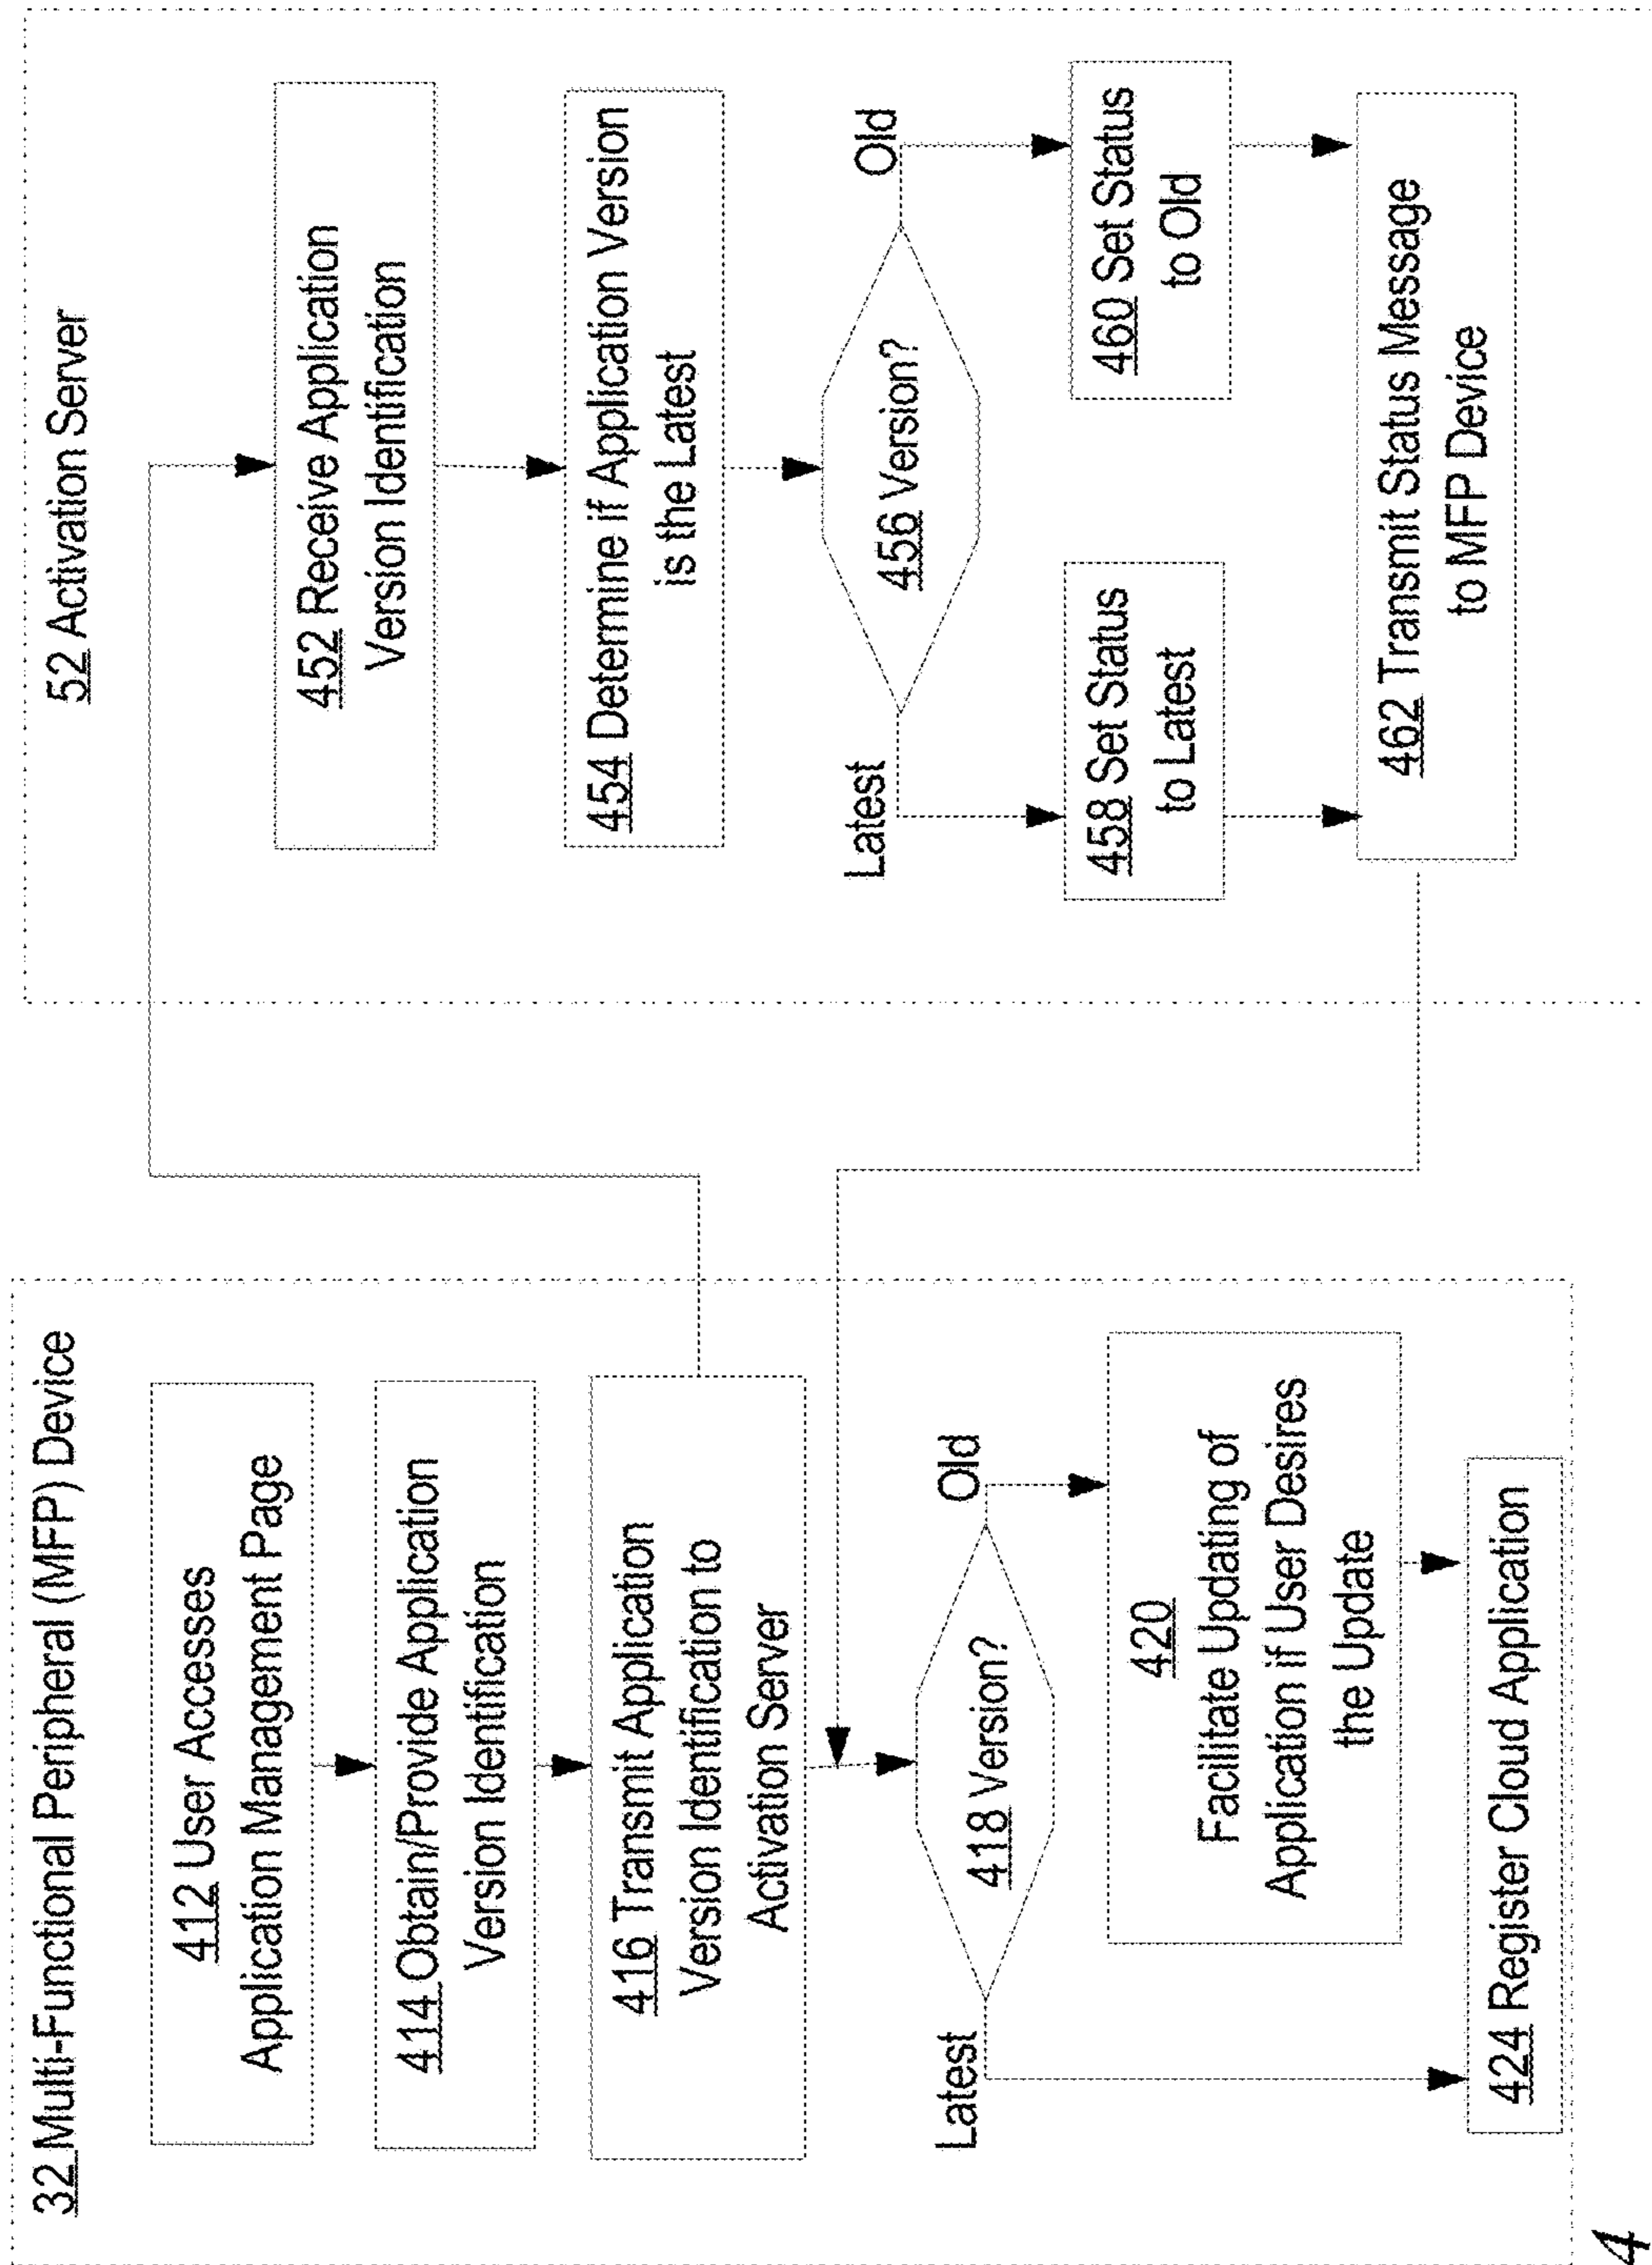 32 Multi-Functional Peripheral (MFP) Device
412 User Accesses
Application Management Page
414 Obtain/Provide Application
Version Identification
416 Transmit Application
Version Identification to
Activation Server
418 Version?
Latest
Old
420
Facilitate Updating of
Application if User Desires
the Update
424 Register Cloud Application
52 Activation Server
452 Receive Application
Version Identification
454 Determine if Application Version
is the Latest
456 Version?
Latest
Old
458 Set Status
to Latest
460 Set Status
to Old
462 Transmit Status Message
to MFP Device
4